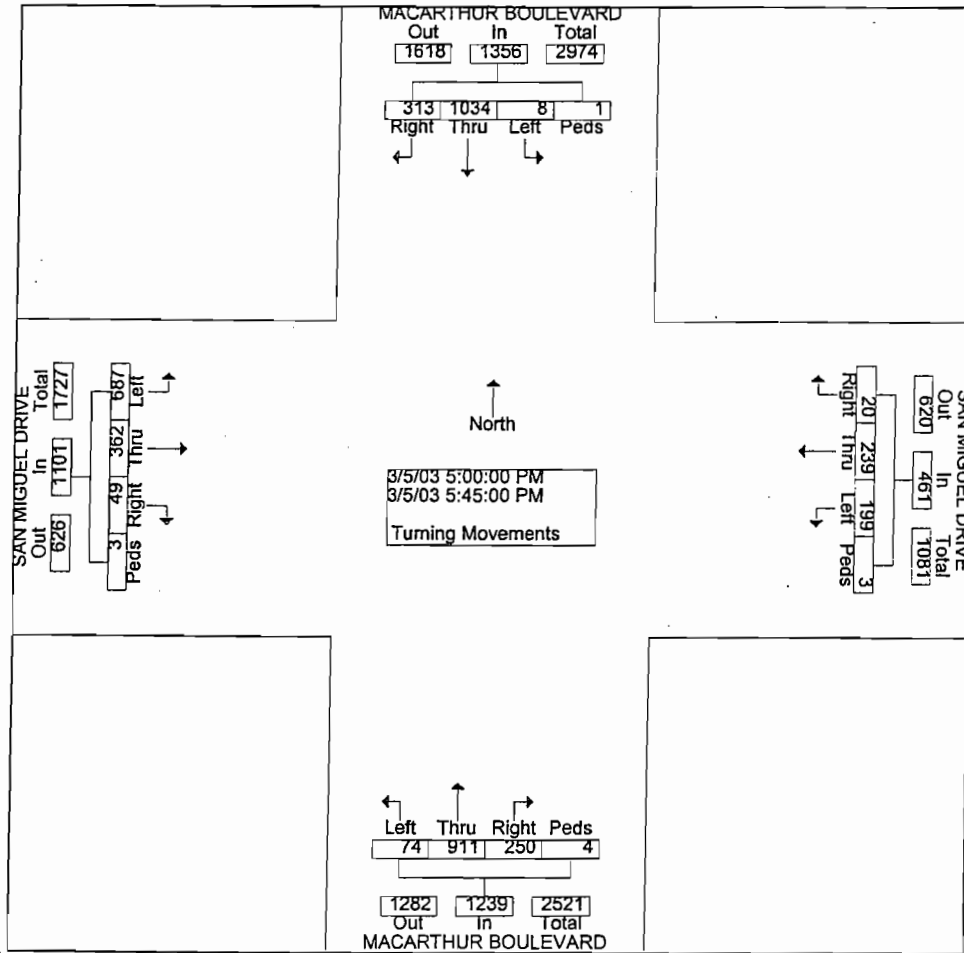 MACARTHUR BOULEVARD
Out In Total
1618 1356 2974
313 1034 8 1
Right Thru Left Peds
SAN MIGUEL DRIVE
Total In Out
1727 1101 626
687 362 49 3
Left Thru Right Peds
North
3/5/03 5:00:00 PM
3/5/03 5:45:00 PM
Turning Movements
Right Thru Left Peds
20 239 199 3
620 461 1081
Out In Total
SAN MIGUEL DRIVE
Left Thru Right Peds
74 911 250 4
1282 1239 2521
Out In Total
MACARTHUR BOULEVARD